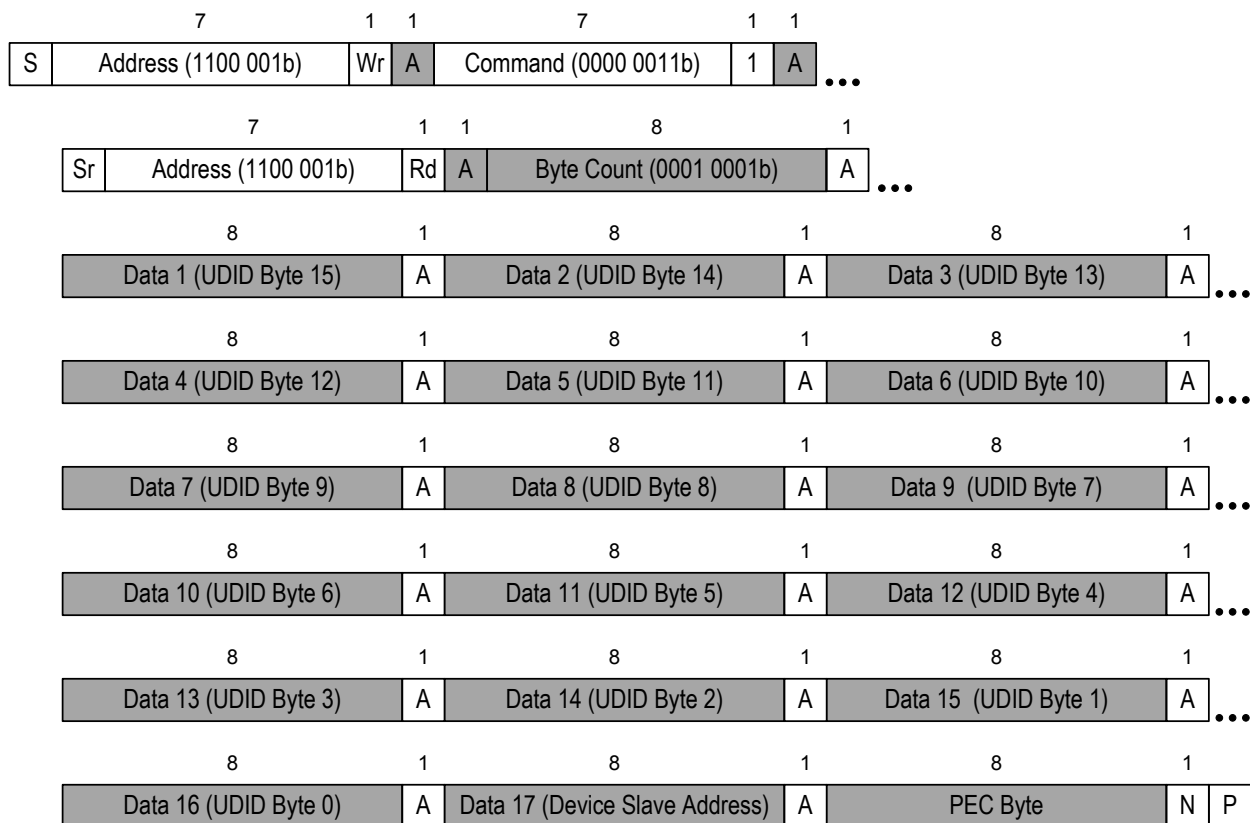 7 1 1 7 1 1
S Address (1100 001b) Wr A Command (0000 0011b) 1 A •••
7 1 1 8 1
Sr Address (1100 001b) Rd A Byte Count (0001 0001b) A •••
8 1 8 1 8 1
Data 1 (UDID Byte 15) A Data 2 (UDID Byte 14) A Data 3 (UDID Byte 13) A •••
8 1 8 1 8 1
Data 4 (UDID Byte 12) A Data 5 (UDID Byte 11) A Data 6 (UDID Byte 10) A •••
8 1 8 1 8 1
Data 7 (UDID Byte 9) A Data 8 (UDID Byte 8) A Data 9 (UDID Byte 7) A •••
8 1 8 1 8 1
Data 10 (UDID Byte 6) A Data 11 (UDID Byte 5) A Data 12 (UDID Byte 4) A •••
8 1 8 1 8 1
Data 13 (UDID Byte 3) A Data 14 (UDID Byte 2) A Data 15 (UDID Byte 1) A •••
8 1 8 1 8 1
Data 16 (UDID Byte 0) A Data 17 (Device Slave Address) A PEC Byte N P